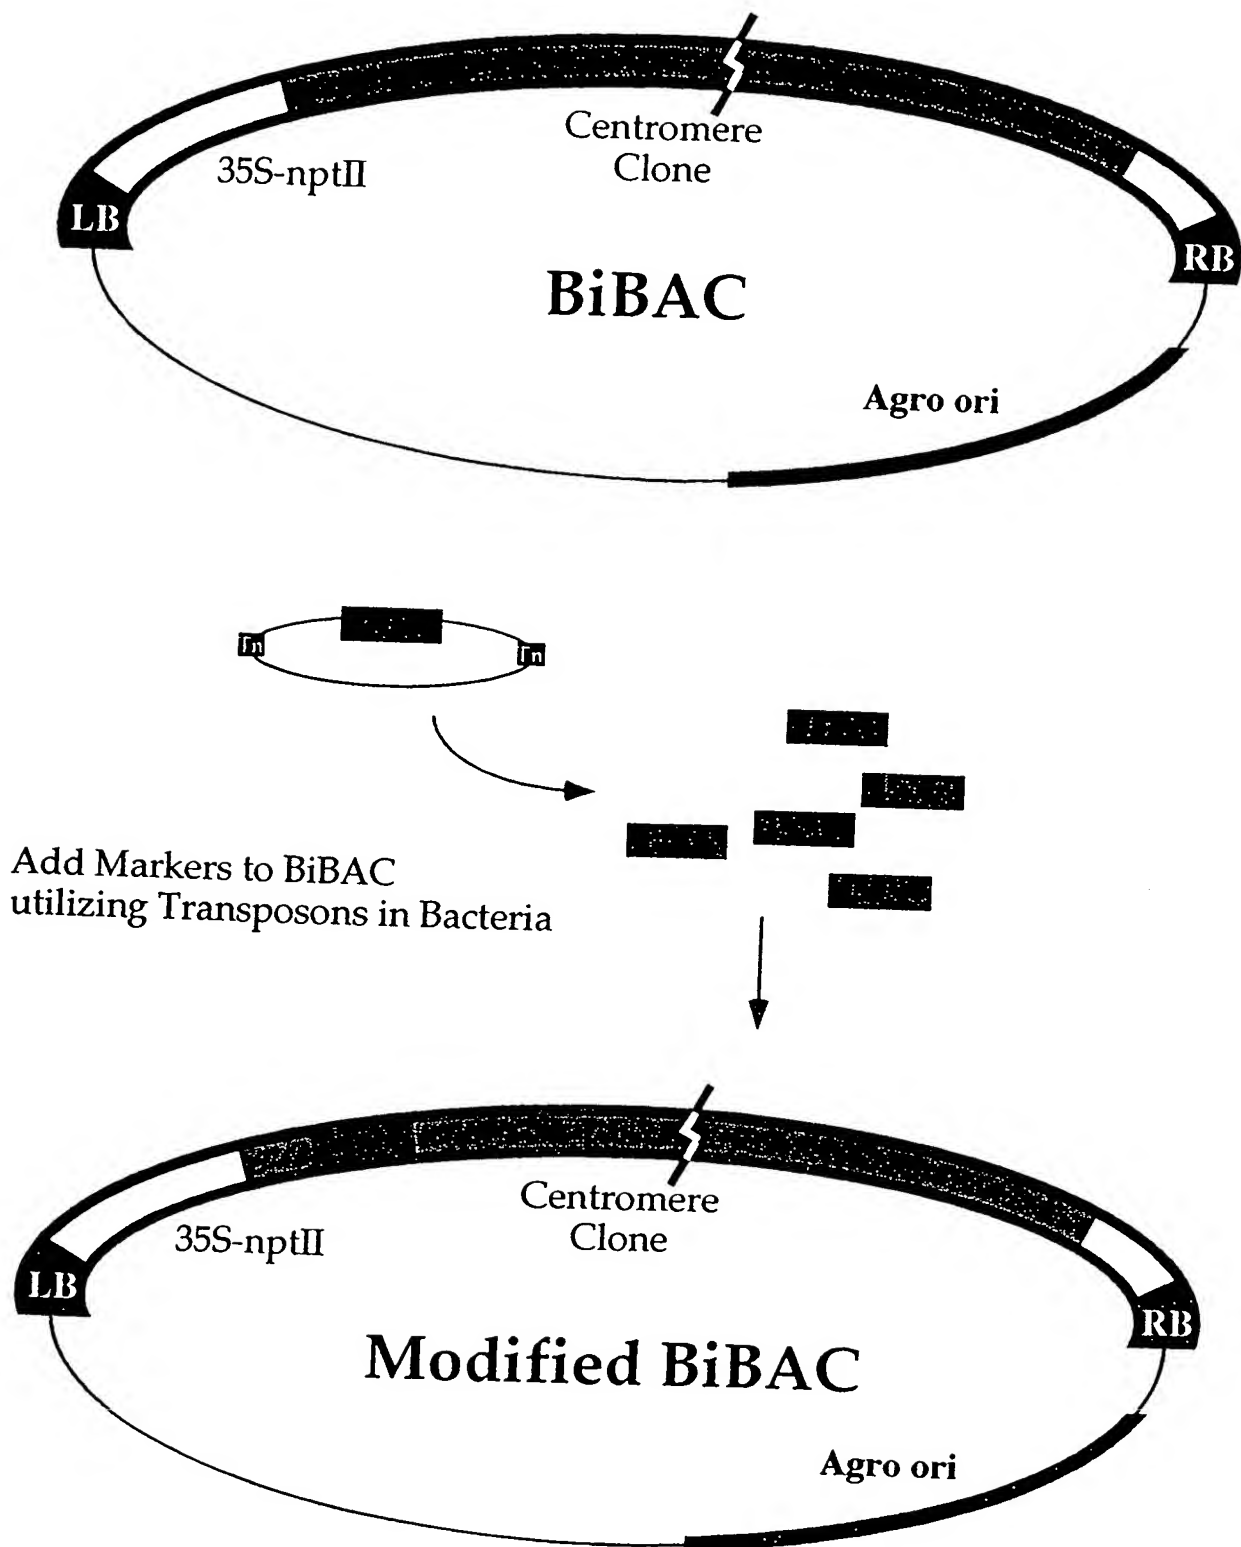 Centromere
Clone
35S-nptII
LB
RB
BiBAC
Agro ori
Tn
Tn
Add Markers to BiBAC
utilizing Transposons in Bacteria
Centromere
Clone
35S-nptII
LB
RB
Modified BiBAC
Agro ori